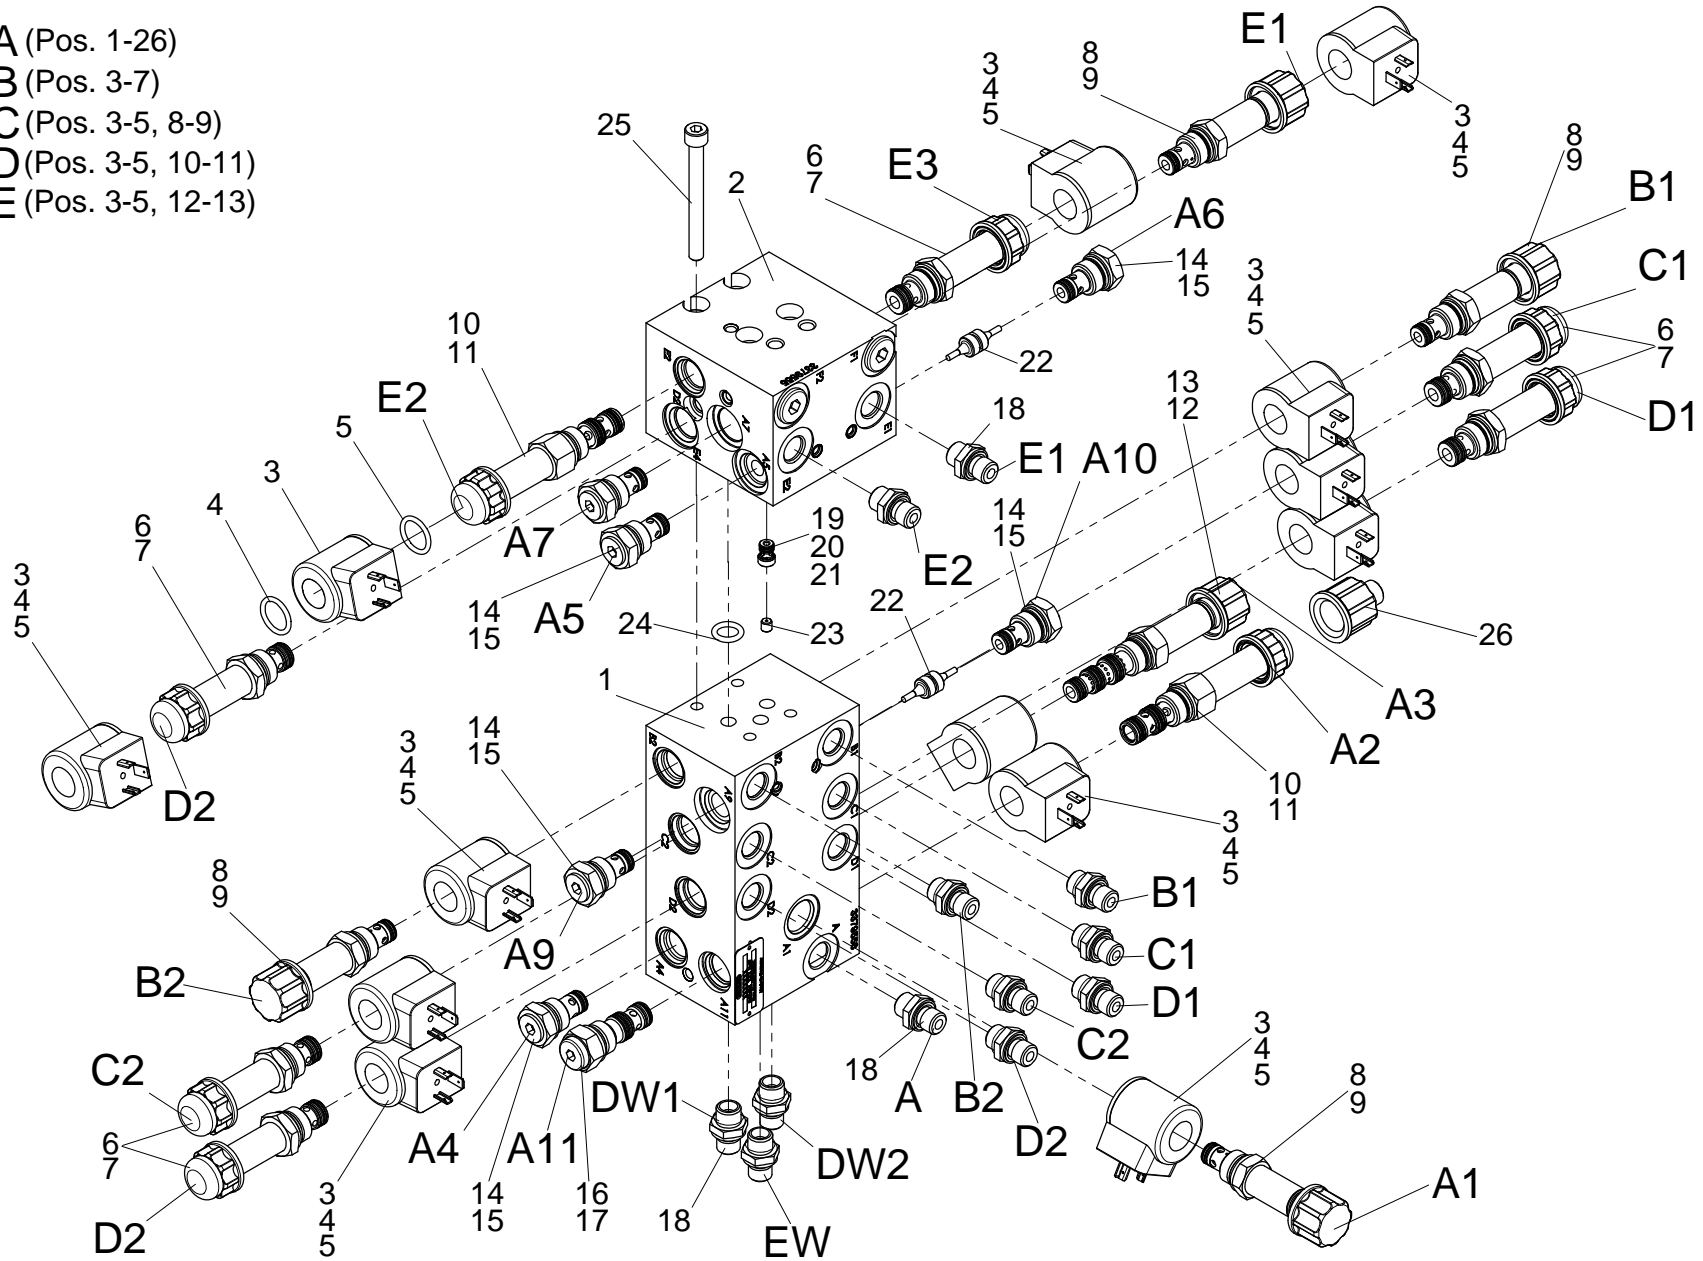 A (Pos. 1-26)
B (Pos. 3-7)
C (Pos. 3-5, 8-9)
D (Pos. 3-5, 10-11)
E (Pos. 3-5, 12-13)
E1
3
4
5
8
9
3
4
5
25
2
6
7
E3
A6
14
15
8
9
B1
C1
3
4
5
6
7
D1
10
11
E2
5
3
4
6
7
3
4
5
D2
22
18
E1
A10
13
12
A7
14
15
A5
19
20
21
E2
14
15
22
24
23
26
A3
A2
10
11
1
14
15
3
4
5
3
4
5
8
9
B2
A9
B1
C1
D1
C2
18
A
B2
D2
3
4
5
8
9
A1
C2
6
7
D2
3
4
5
A4
14
15
A11
16
17
DW1
18
DW2
EW